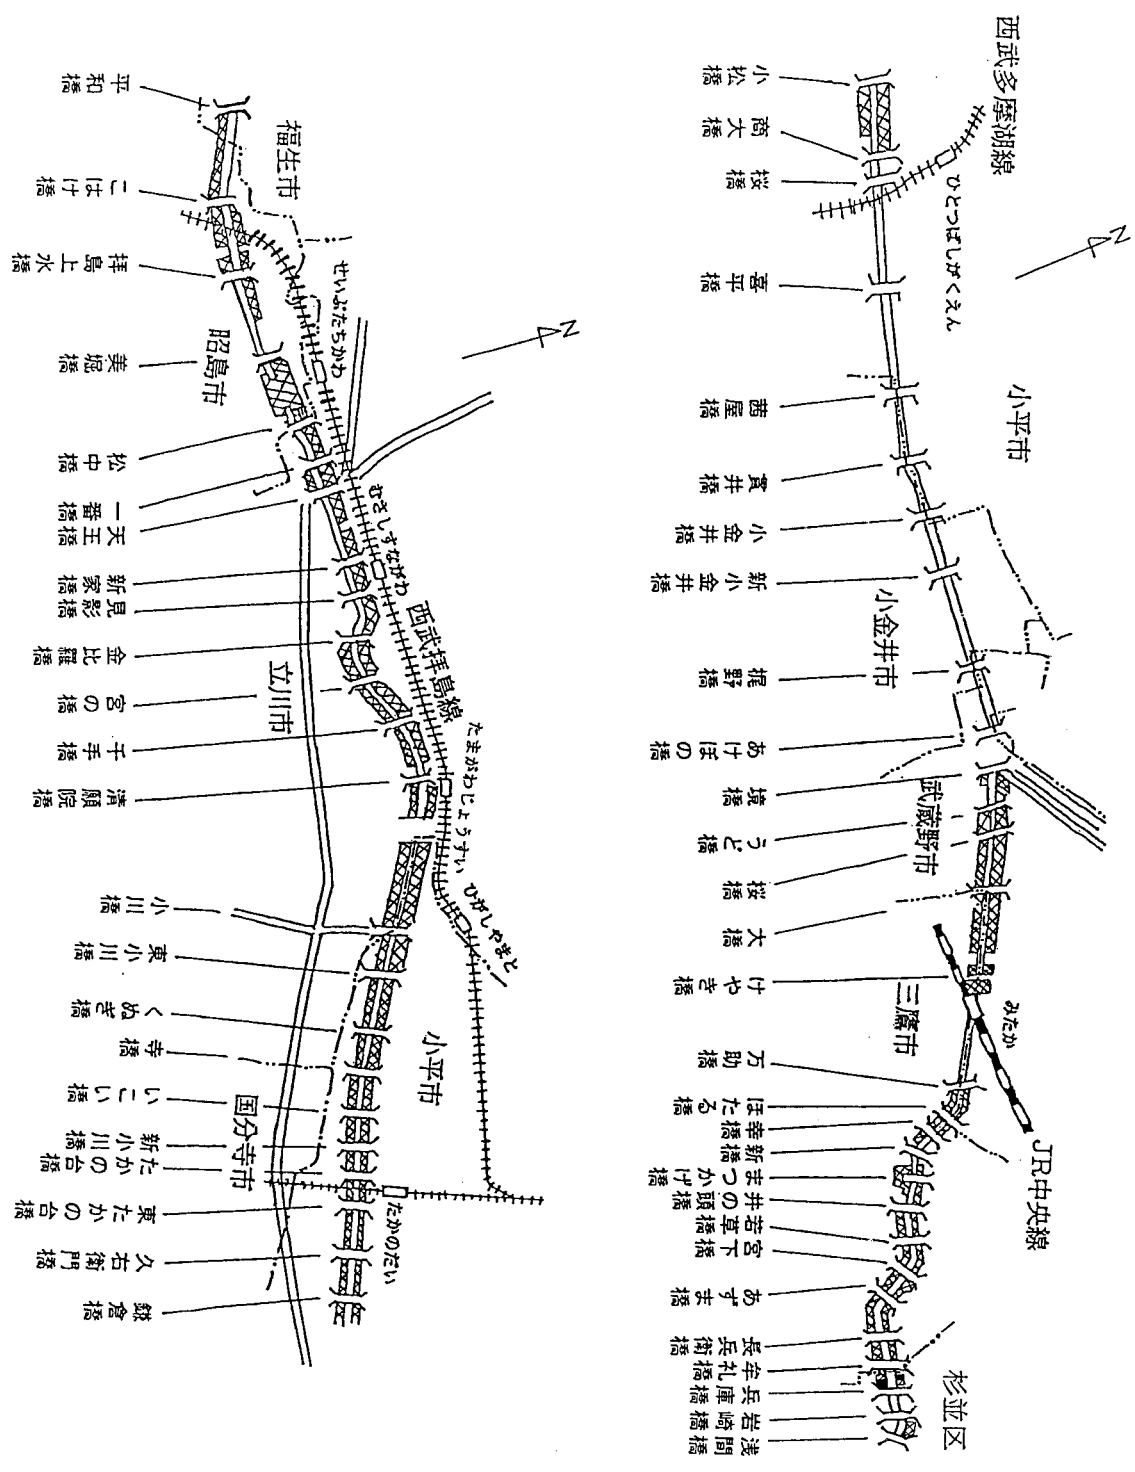 平和橋
こはけ橋
拝島上水橋
美堀橋
松中橋
一番橋
天王橋
新家橋
見影橋
金比羅橋
宮の橋
千手橋
清願院橋
小川橋
東小川橋
くぬぎ橋
寺橋
いこい橋
新小川橋
たかの台橋
東たかの台橋
久右衛門橋
鎌倉橋
福生市
昭島市
立川市
国分寺市
小平市
せいぶたちかわ
むさしすながわ
西武拝島線
たまがわじょうすい
ひがしやまと
たかのだい
N
小松橋
商大橋
桜橋
喜平橋
茜屋橋
貫井橋
小金井橋
新小金井橋
梶野橋
あけぼの橋
境橋
うど橋
桜橋
大橋
けやき橋
万助橋
ほたる橋
幸橋
新橋
まつかげ橋
井の頭橋
若草橋
宮下橋
あずま橋
長兵衛橋
牟礼橋
兵庫橋
岩崎橋
浅間橋
西武多摩湖線
ひとつばしがくえん
小平市
小金井市
武蔵野市
三鷹市
みたか
JR中央線
杉並区
N